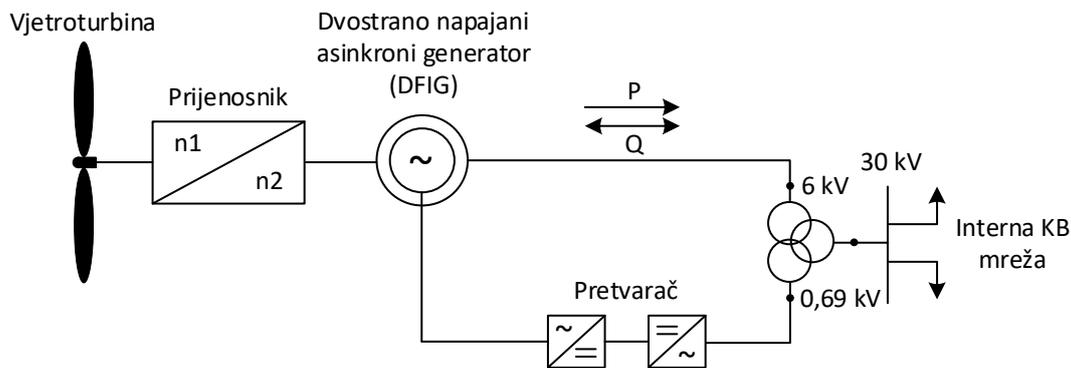 Vjetroturbina
Dvostrano napajani
asinkroni generator
(DFIG)
Prijenosnik
n1
n2
~
P
Q
30 kV
6 kV
Interna KB
mreža
0,69 kV
Pretvarač
~
=
=
~